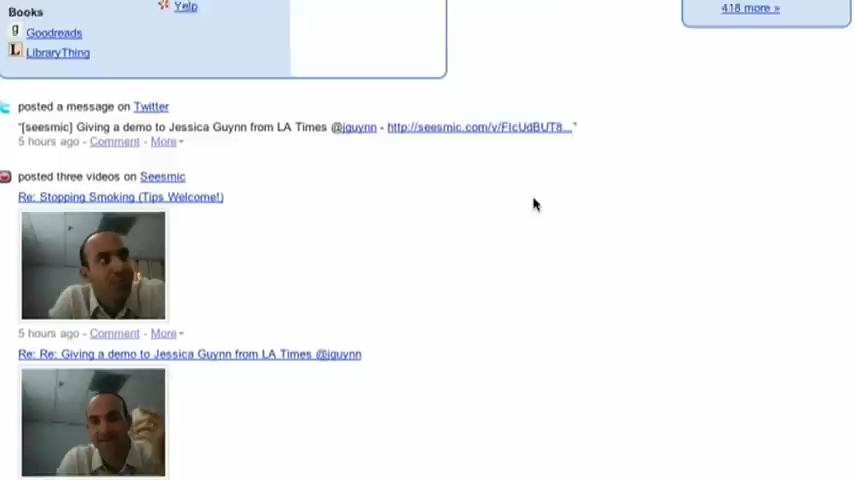 Books
Yelp
418 more »
Goodreads
LibraryThing
posted a message on Twitter
"[seesmic] Giving a demo to Jessica Guynn from LA Times @jguynn - http://seesmic.com/v/FIcUdBUT8..."
5 hours ago - Comment - More
posted three videos on Seesmic
Re: Stopping Smoking (Tips Welcome!)
5 hours ago - Comment - More
Re: Re: Giving a demo to Jessica Guynn from LA Times @jguynn